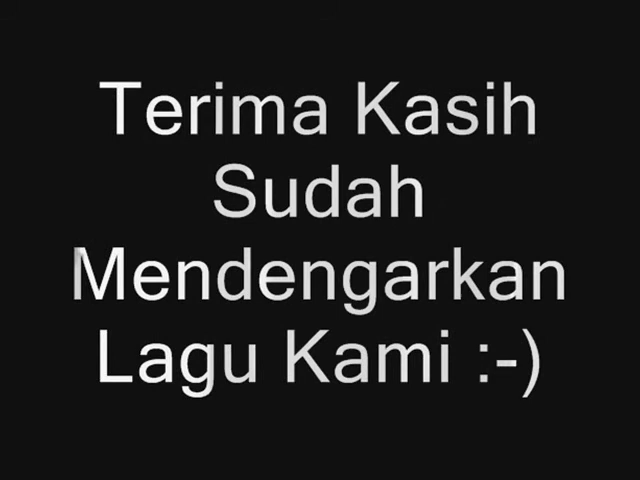 Terima Kasih
Sudah
Mendengarkan
Lagu Kami :-)